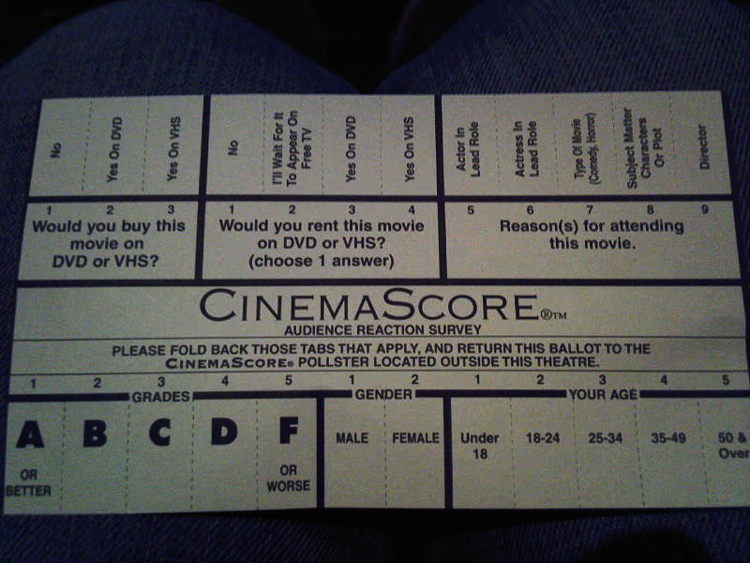 No
Yes On DVD
Yes On VHS
No
I'll Wait For It
To Appear On
Free TV
Yes On DVD
Yes On VHS
Actor In
Lead Role
Actress In
Lead Role
Type Of Movie
(Comedy, Horror)
Subject Matter
Characters
Or Plot
Director
1 2 3
Would you buy this
movie on
DVD or VHS?
1 2 3 4
Would you rent this movie
on DVD or VHS?
(choose 1 answer)
5 6 7 8 9
Reason(s) for attending
this movie.
CINEMASCORE®™
AUDIENCE REACTION SURVEY
PLEASE FOLD BACK THOSE TABS THAT APPLY, AND RETURN THIS BALLOT TO THE
CINEMASCORE® POLLSTER LOCATED OUTSIDE THIS THEATRE.
1 2 3 4 5
GRADES
A
OR
BETTER
B
C
D
F
OR
WORSE
1 2
GENDER
MALE
FEMALE
1 2 3 4 5
YOUR AGE
Under
18
18-24
25-34
35-49
50 &
Over